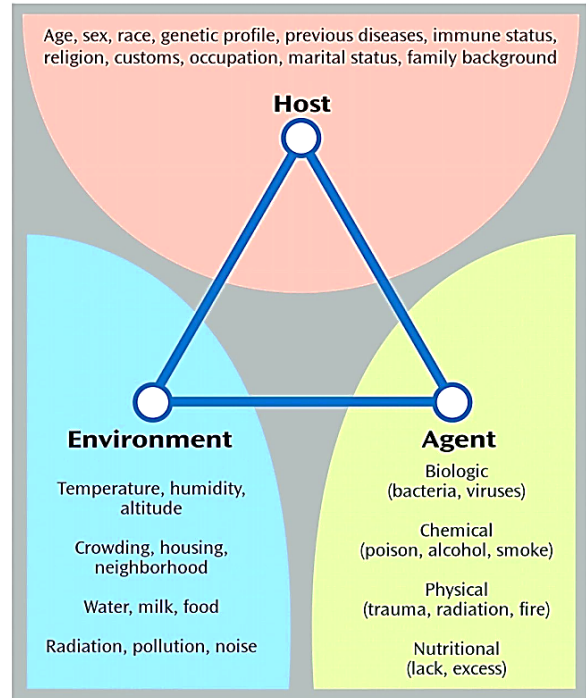 Age, sex, race, genetic profile, previous diseases, immune status,
religion, customs, occupation, marital status, family background
Host
Environment
Temperature, humidity,
altitude
Crowding, housing,
neighborhood
Water, milk, food
Radiation, pollution, noise
Agent
Biologic
(bacteria, viruses)
Chemical
(poison, alcohol, smoke)
Physical
(trauma, radiation, fire)
Nutritional
(lack, excess)